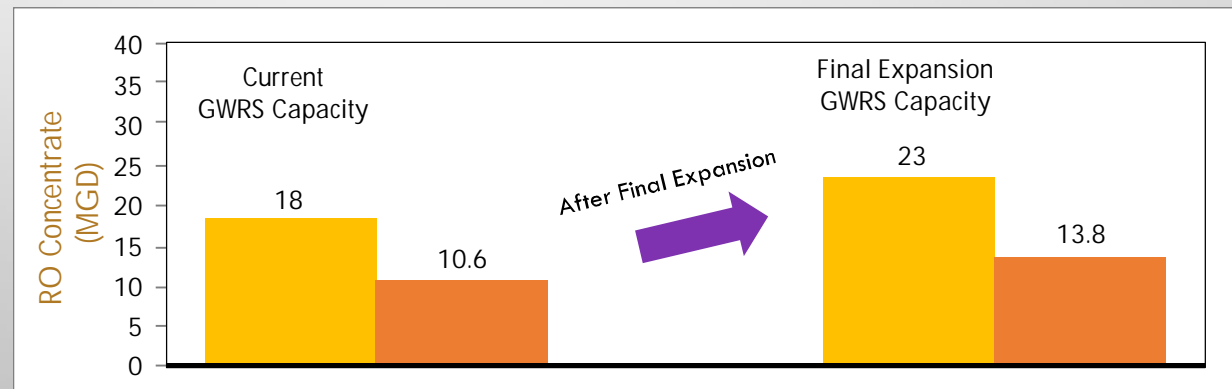 RO Concentrate
(MGD)
40
35
30
25
20
15
10
5
0
Current
GWRS Capacity
18
10.6
After Final Expansion
Final Expansion
GWRS Capacity
23
13.8